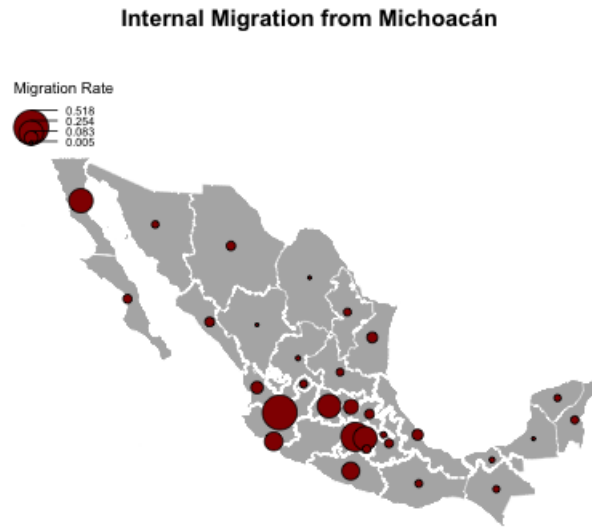 Internal Migration from Michoacán
Migration Rate
0.518
0.254
0.083
0.005